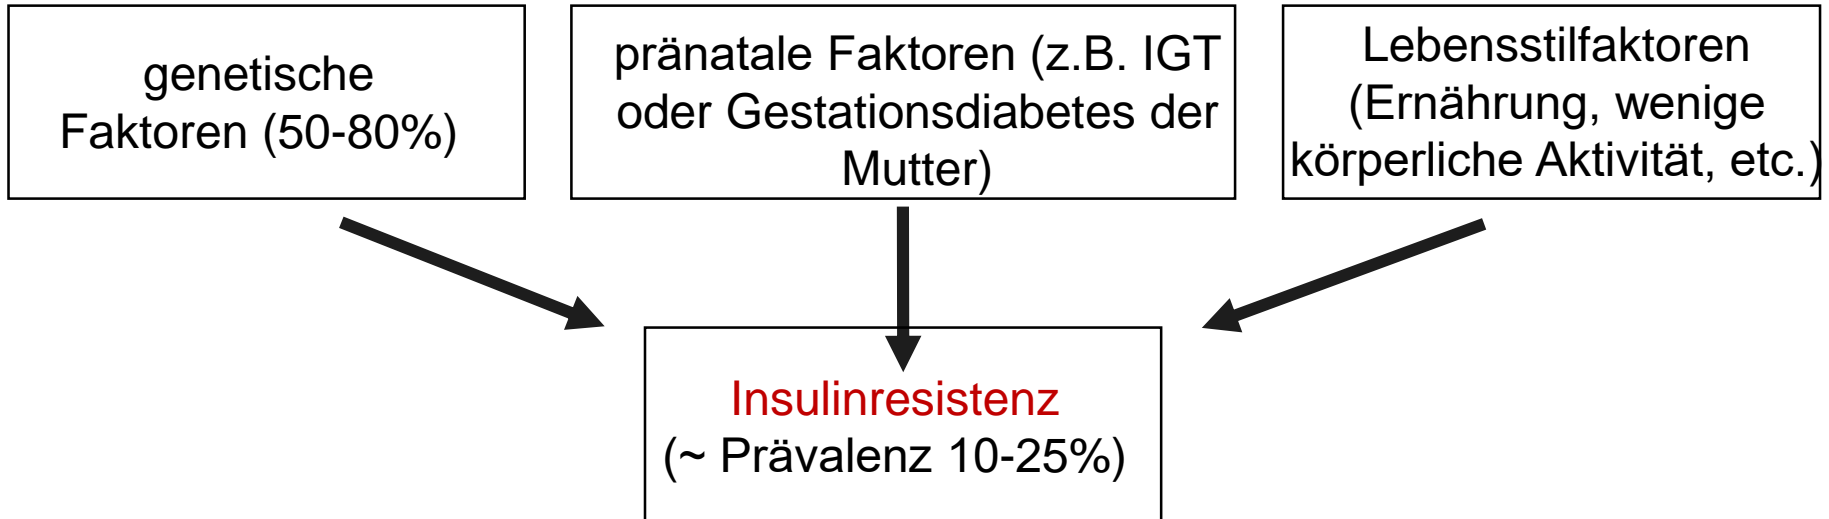 genetische
Faktoren (50-80%)
pränatale Faktoren (z.B. IGT
oder Gestationsdiabetes der
Mutter)
Lebensstilfaktoren
(Ernährung, wenige
körperliche Aktivität, etc.)
Insulinresistenz
(~ Prävalenz 10-25%)